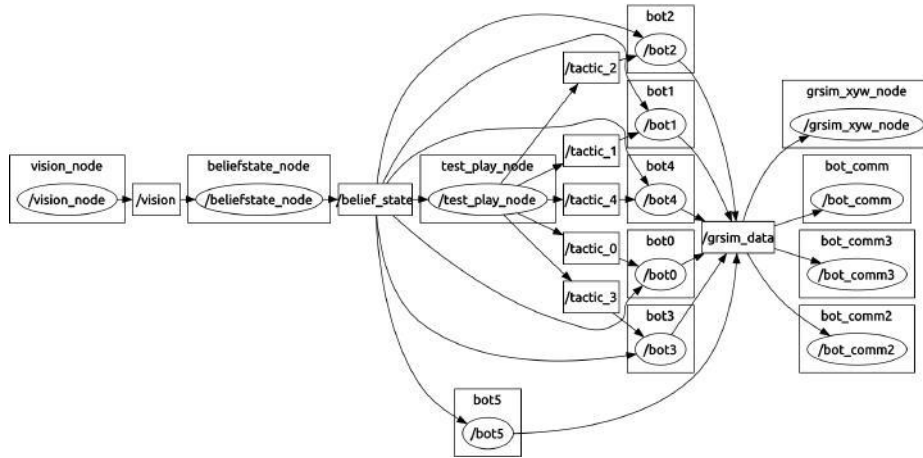 bot2
/bot2
/tactic_2
bot1
/bot1
grsim_xyw_node
/grsim_xyw_node
/tactic_1
vision_node
/vision_node
/vision
beliefstate_node
/beliefstate_node
/belief_state
test_play_node
/test_play_node
/tactic_4
bot4
/bot4
bot_comm
/bot_comm
/grsim_data
/tactic_0
bot0
/bot0
bot_comm3
/bot_comm3
/tactic_3
bot3
/bot3
bot_comm2
/bot_comm2
bot5
/bot5